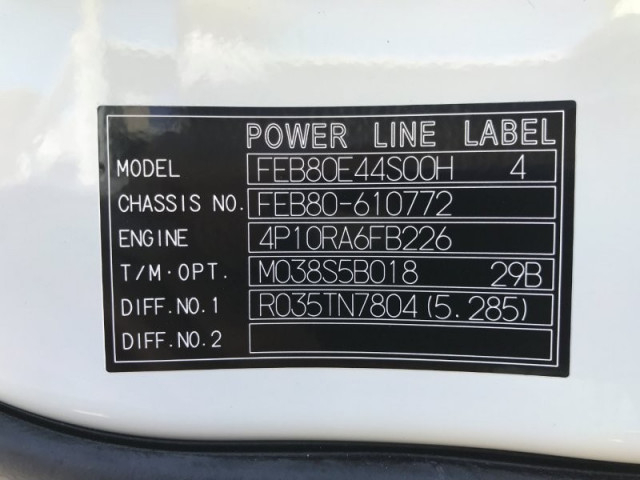 POWER LINE LABEL
MODEL FEB80E44S00H 4
CHASSIS NO. FEB80-610772
ENGINE 4P10RA6FB226
T/M·OPT. M038S5B018 29B
DIFF.NO.1 R035TN7804(5.285)
DIFF.NO.2